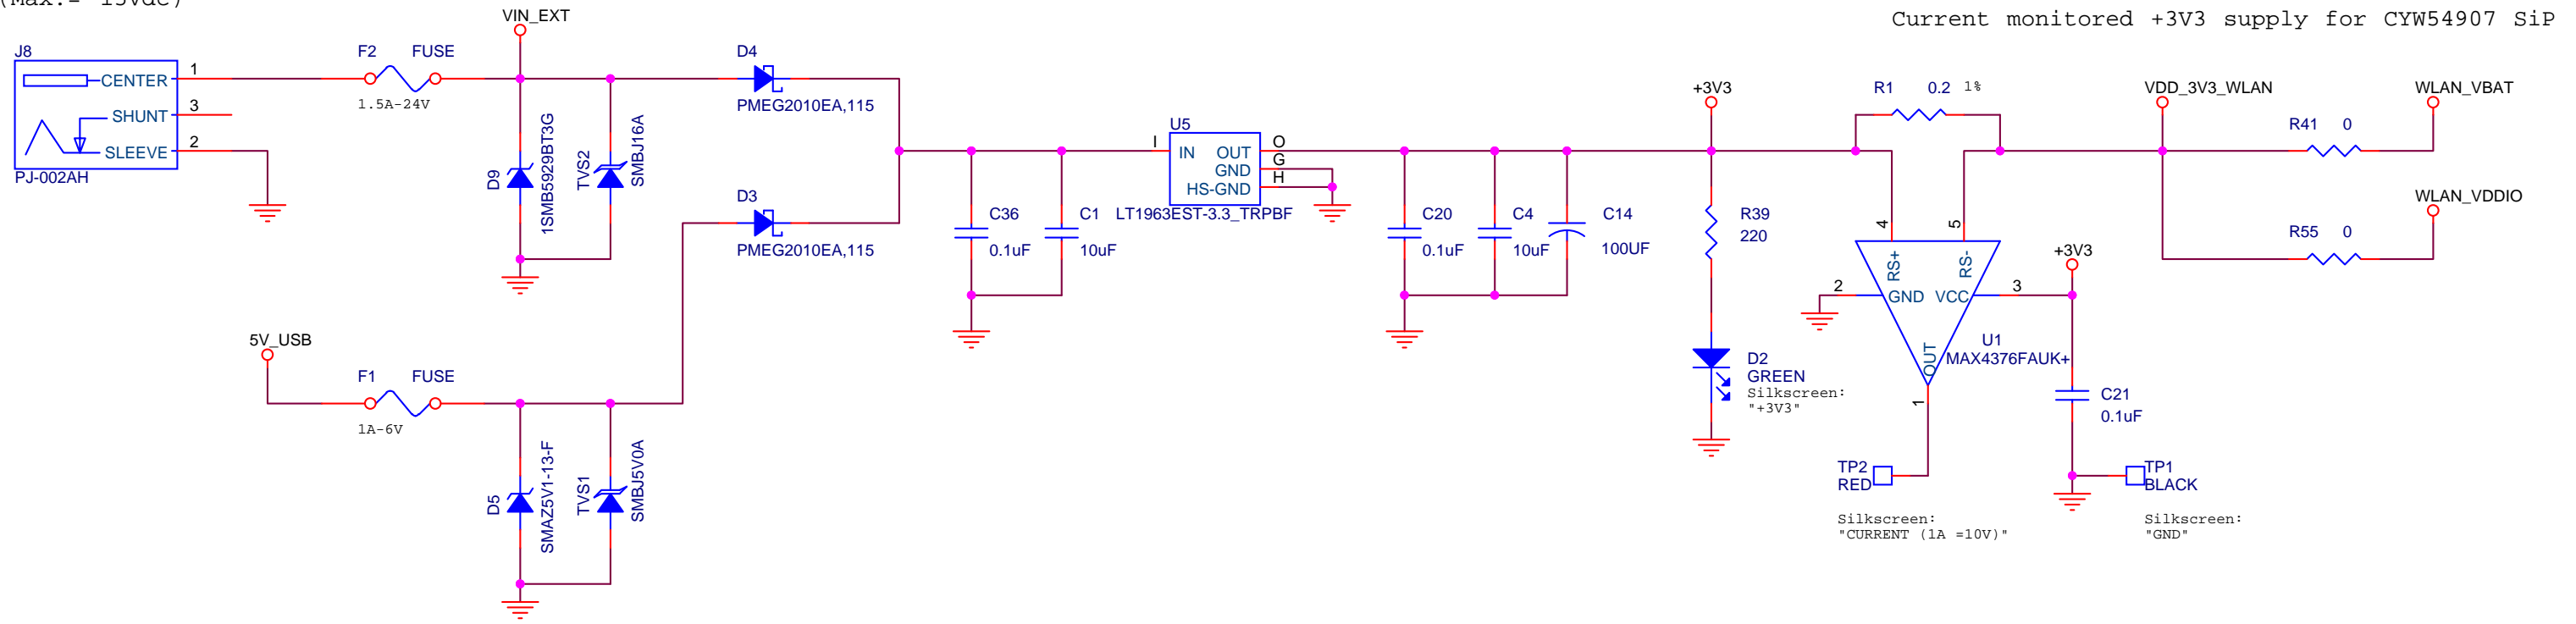 (Max.= 15Vdc)
Current monitored +3V3 supply for CYW54907 SiP
J8
CENTER
1
SHUNT
3
SLEEVE
2
PJ-002AH
F2 FUSE
1.5A-24V
VIN_EXT
D9
1SMB5929BT3G
TVS2
SMBJ16A
D4
PMEG2010EA,115
D3
PMEG2010EA,115
5V_USB
F1 FUSE
1A-6V
D5
SMAZ5V1-13-F
TVS1
SMBJ5V0A
C36
0.1uF
C1
10uF
U5
I
IN OUT
O
GND
G
HS-GND
H
LT1963EST-3.3_TRPBF
C20
0.1uF
C4
10uF
C14
100UF
+3V3
R39
220
D2
GREEN
Silkscreen:
"+3V3"
R1 0.2 1%
4
5
RS+
RS-
2
GND VCC
3
OUT
1
U1
MAX4376FAUK+
+3V3
C21
0.1uF
TP2
RED
Silkscreen:
"CURRENT (1A =10V)"
TP1
BLACK
Silkscreen:
"GND"
VDD_3V3_WLAN
R41 0
WLAN_VBAT
R55 0
WLAN_VDDIO